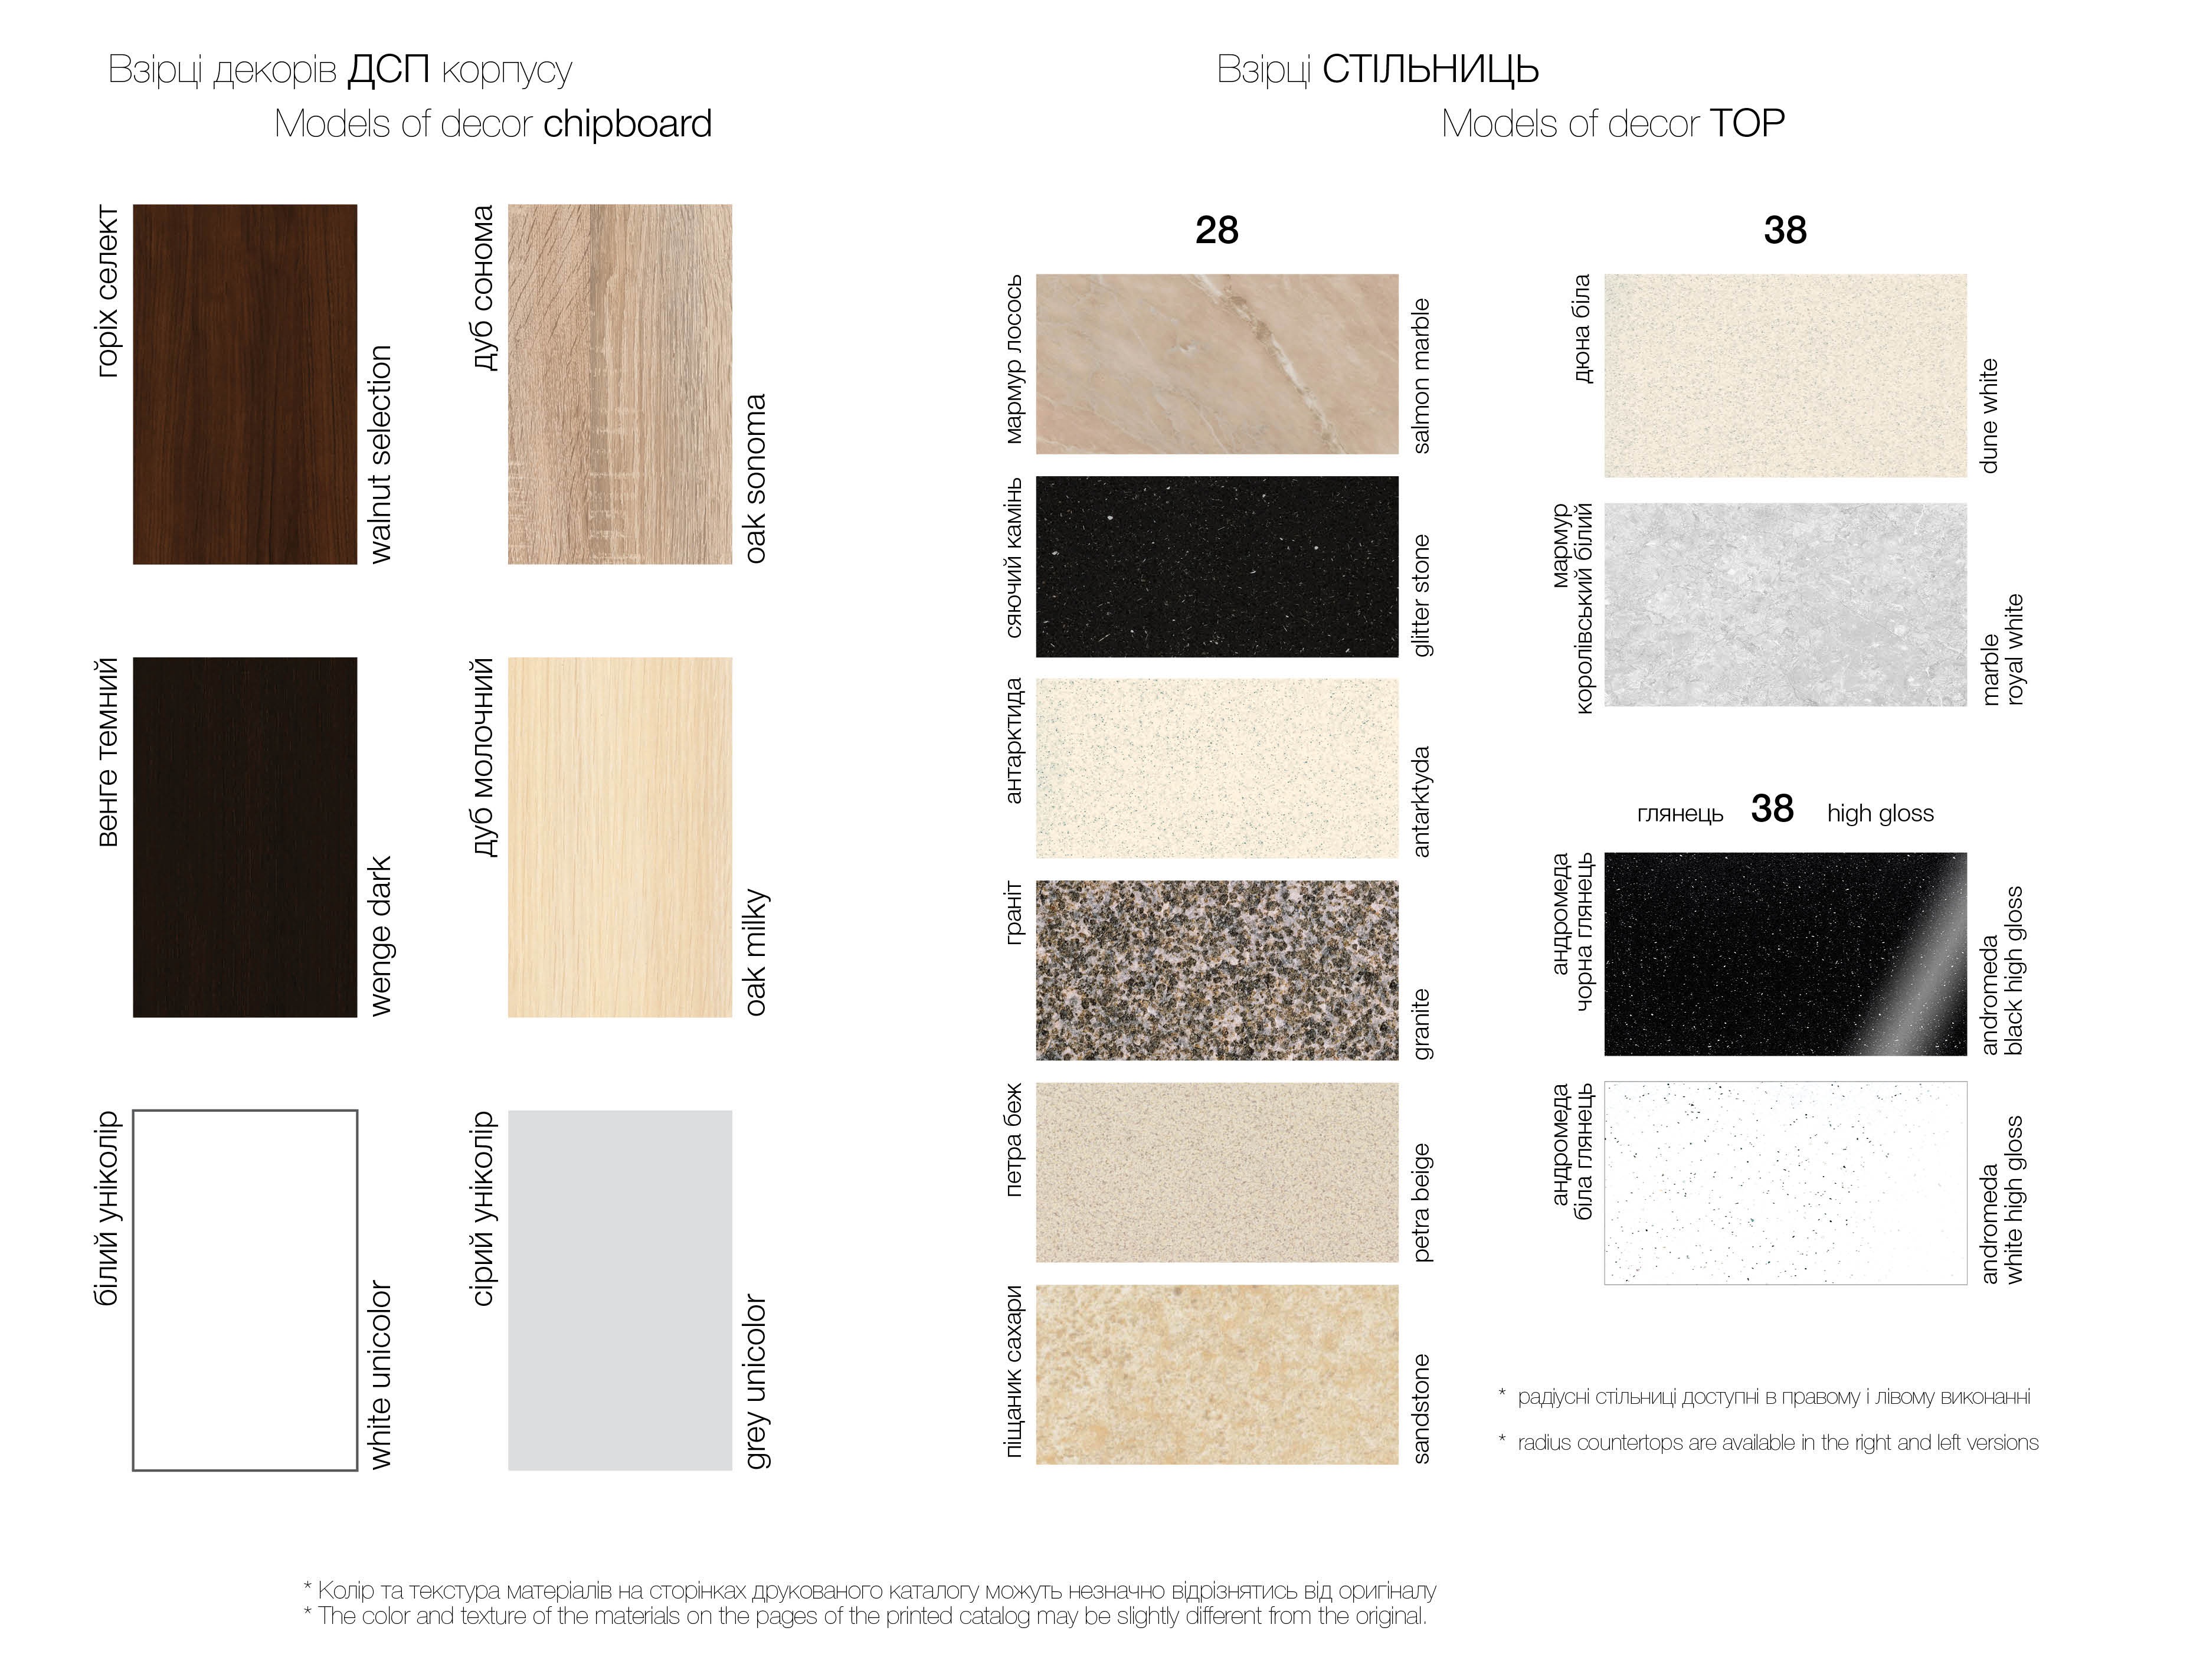 Взірці декорів ДСП корпусу
Models of decor chipboard
горіх селект
walnut selection
дуб сонома
oak sonoma
венге темний
wenge dark
дуб молочний
oak milky
білий уніколір
white unicolor
сірий уніколір
grey unicolor
Взірці СТІЛЬНИЦЬ
Models of decor TOP
28
мармур лосось
salmon marble
сяючий камінь
glitter stone
антарктида
antarktyda
граніт
granite
петра беж
petra beige
піщаник сахари
sandstone
38
дюна біла
dune white
мармур
королівський білий
marble
royal white
глянець 38 high gloss
андромеда
чорна глянець
andromeda
black high gloss
андромеда
біла глянець
andromeda
white high gloss
* радіусні стільниці доступні в правому і лівому виконанні
* radius countertops are available in the right and left versions
* Колір та текстура матеріалів на сторінках друкованого каталогу можуть незначно відрізнятись від оригіналу
* The color and texture of the materials on the pages of the printed catalog may be slightly different from the original.